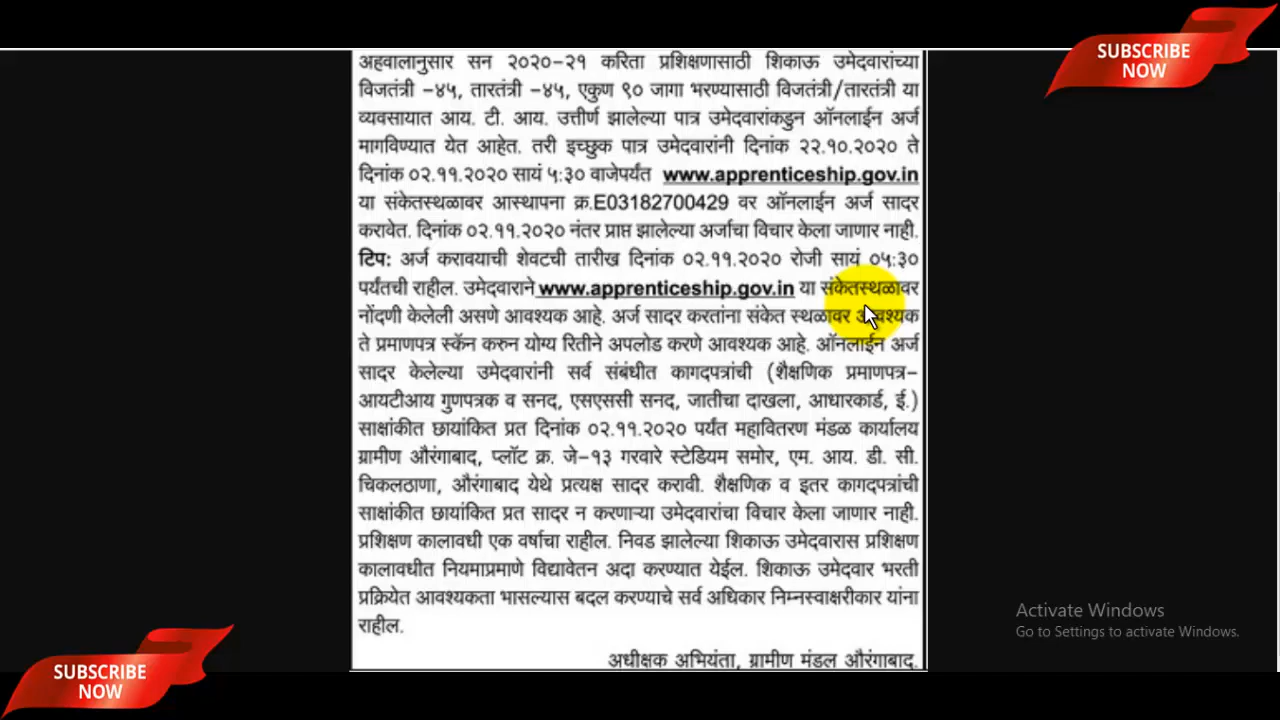 SUBSCRIBE
NOW
अहवालानुसार सन २०२०-२१ करिता प्रशिक्षणासाठी शिकाऊ उमेदवारांच्या
विजतंत्री -४५, तारतंत्री -४५, एकुण ९० जागा भरण्यासाठी विजतंत्री/तारतंत्री या
व्यवसायात आय. टी. आय. उत्तीर्ण झालेल्या पात्र उमेदवारांकडुन ऑनलाईन अर्ज
मागविण्यात येत आहेत. तरी इच्छुक पात्र उमेदवारांनी दिनांक २२.१०.२०२० ते
दिनांक ०२.११.२०२० सायं ५:३० वाजेपर्यंत www.apprenticeship.gov.in
या संकेतस्थळावर आस्थापना क्र.E03182700429 वर ऑनलाईन अर्ज सादर
करावेत. दिनांक ०२.११.२०२० नंतर प्राप्त झालेल्या अर्जाचा विचार केला जाणार नाही.
टिप: अर्ज करावयाची शेवटची तारीख दिनांक ०२.११.२०२० रोजी सायं ०५:३०
पर्यंतची राहील. उमेदवाराने www.apprenticeship.gov.in या संकेतस्थळावर
नोंदणी केलेली असणे आवश्यक आहे. अर्ज सादर करतांना संकेत स्थळावर आवश्यक
ते प्रमाणपत्र स्कॅन करुन योग्य रितीने अपलोड करणे आवश्यक आहे. ऑनलाईन अर्ज
सादर केलेल्या उमेदवारांनी सर्व संबंधीत कागदपत्रांची (शैक्षणिक प्रमाणपत्र-
आयटीआय गुणपत्रक व सनद, एसएससी सनद, जातीचा दाखला, आधारकार्ड, ई.)
साक्षांकीत छायांकित प्रत दिनांक ०२.११.२०२० पर्यंत महावितरण मंडळ कार्यालय
ग्रामीण औरंगाबाद, प्लॉट क्र. जे-१३ गरवारे स्टेडियम समोर, एम. आय. डी. सी.
चिकलठाणा, औरंगाबाद येथे प्रत्यक्ष सादर करावी. शैक्षणिक व इतर कागदपत्रांची
साक्षांकीत छायांकित प्रत सादर न करणाऱ्या उमेदवारांचा विचार केला जाणार नाही.
प्रशिक्षण कालावधी एक वर्षाचा राहील. निवड झालेल्या शिकाऊ उमेदवारास प्रशिक्षण
कालावधीत नियमाप्रमाणे विद्यावेतन अदा करण्यात येईल. शिकाऊ उमेदवार भरती
प्रक्रियेत आवश्यकता भासल्यास बदल करण्याचे सर्व अधिकार निम्नस्वाक्षरीकार यांना
राहील.
अधीक्षक अभियंता, ग्रामीण मंडल औरंगाबाद.
Activate Windows
Go to Settings to activate Windows.
SUBSCRIBE
NOW